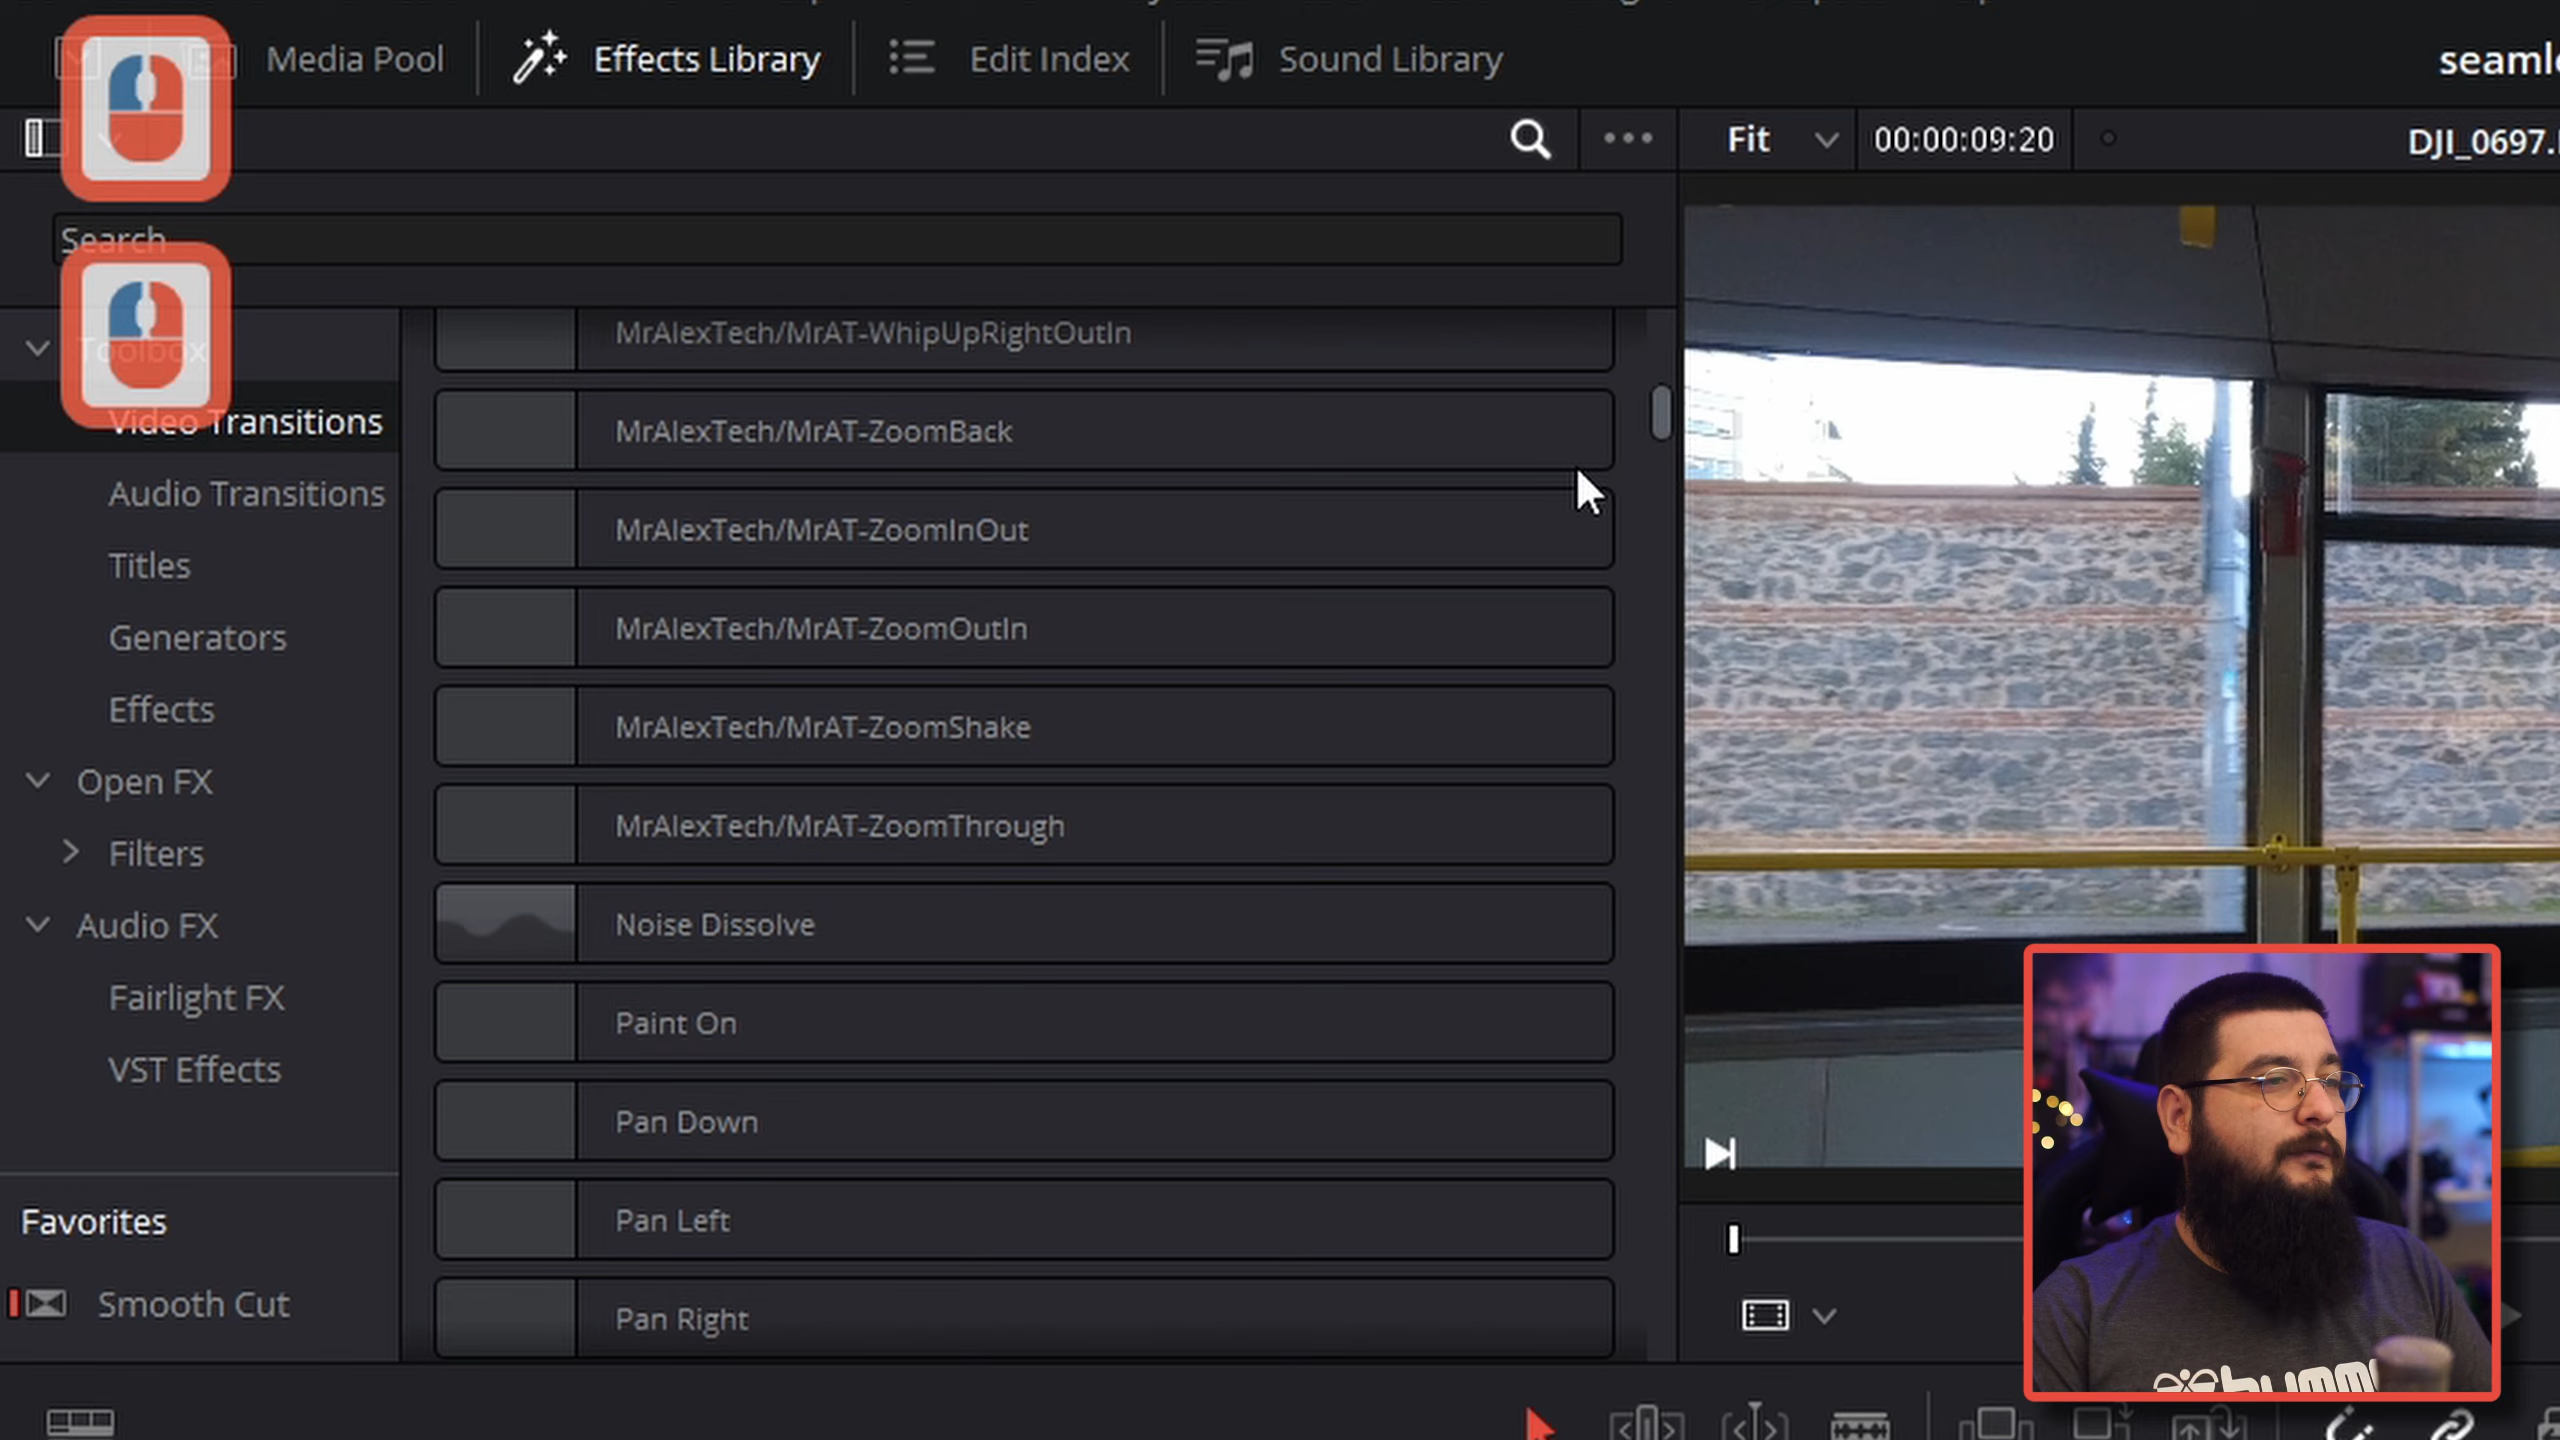 Media Pool
Effects Library
Edit Index
Sound Library
Fit
00:00:09:20
Search
Toolbox
Video Transitions
Audio Transitions
Titles
Generators
Effects
Open FX
Filters
Audio FX
Fairlight FX
VST Effects
Favorites
Smooth Cut
MrAlexTech/MrAT-WhipUpRightOutIn
MrAlexTech/MrAT-ZoomBack
MrAlexTech/MrAT-ZoomInOut
MrAlexTech/MrAT-ZoomOutIn
MrAlexTech/MrAT-ZoomShake
MrAlexTech/MrAT-ZoomThrough
Noise Dissolve
Paint On
Pan Down
Pan Left
Pan Right
DJI_0697.